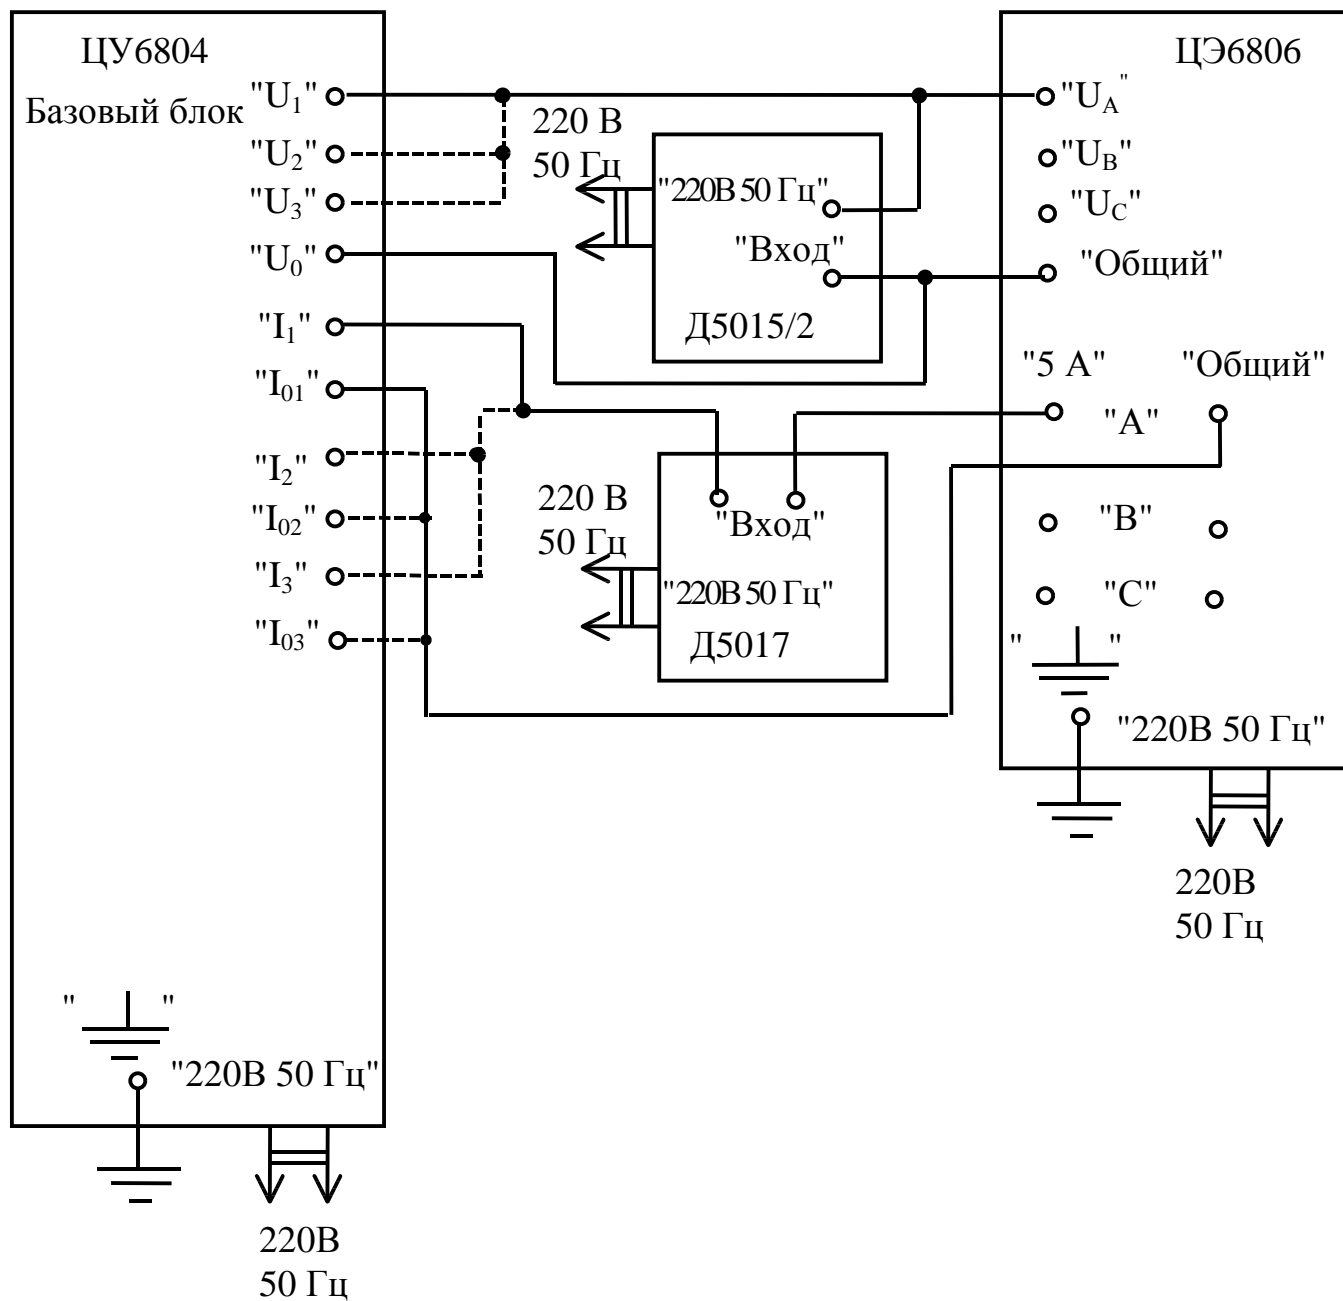 ЦУ6804
Базовый блок
"U1"
"U2"
"U3"
"U0"
"I1"
"I01"
"I2"
"I02"
"I3"
"I03"
" "
"220В 50 Гц"
220В
50 Гц
220 В
50 Гц
"220В 50 Гц"
"Вход"
Д5015/2
220 В
50 Гц
"Вход"
"220В 50 Гц"
Д5017
ЦЭ6806
"UA"
"UB"
"UC"
"Общий"
"5 А" "Общий"
"А"
"В"
"С"
" "
"220В 50 Гц"
220В
50 Гц